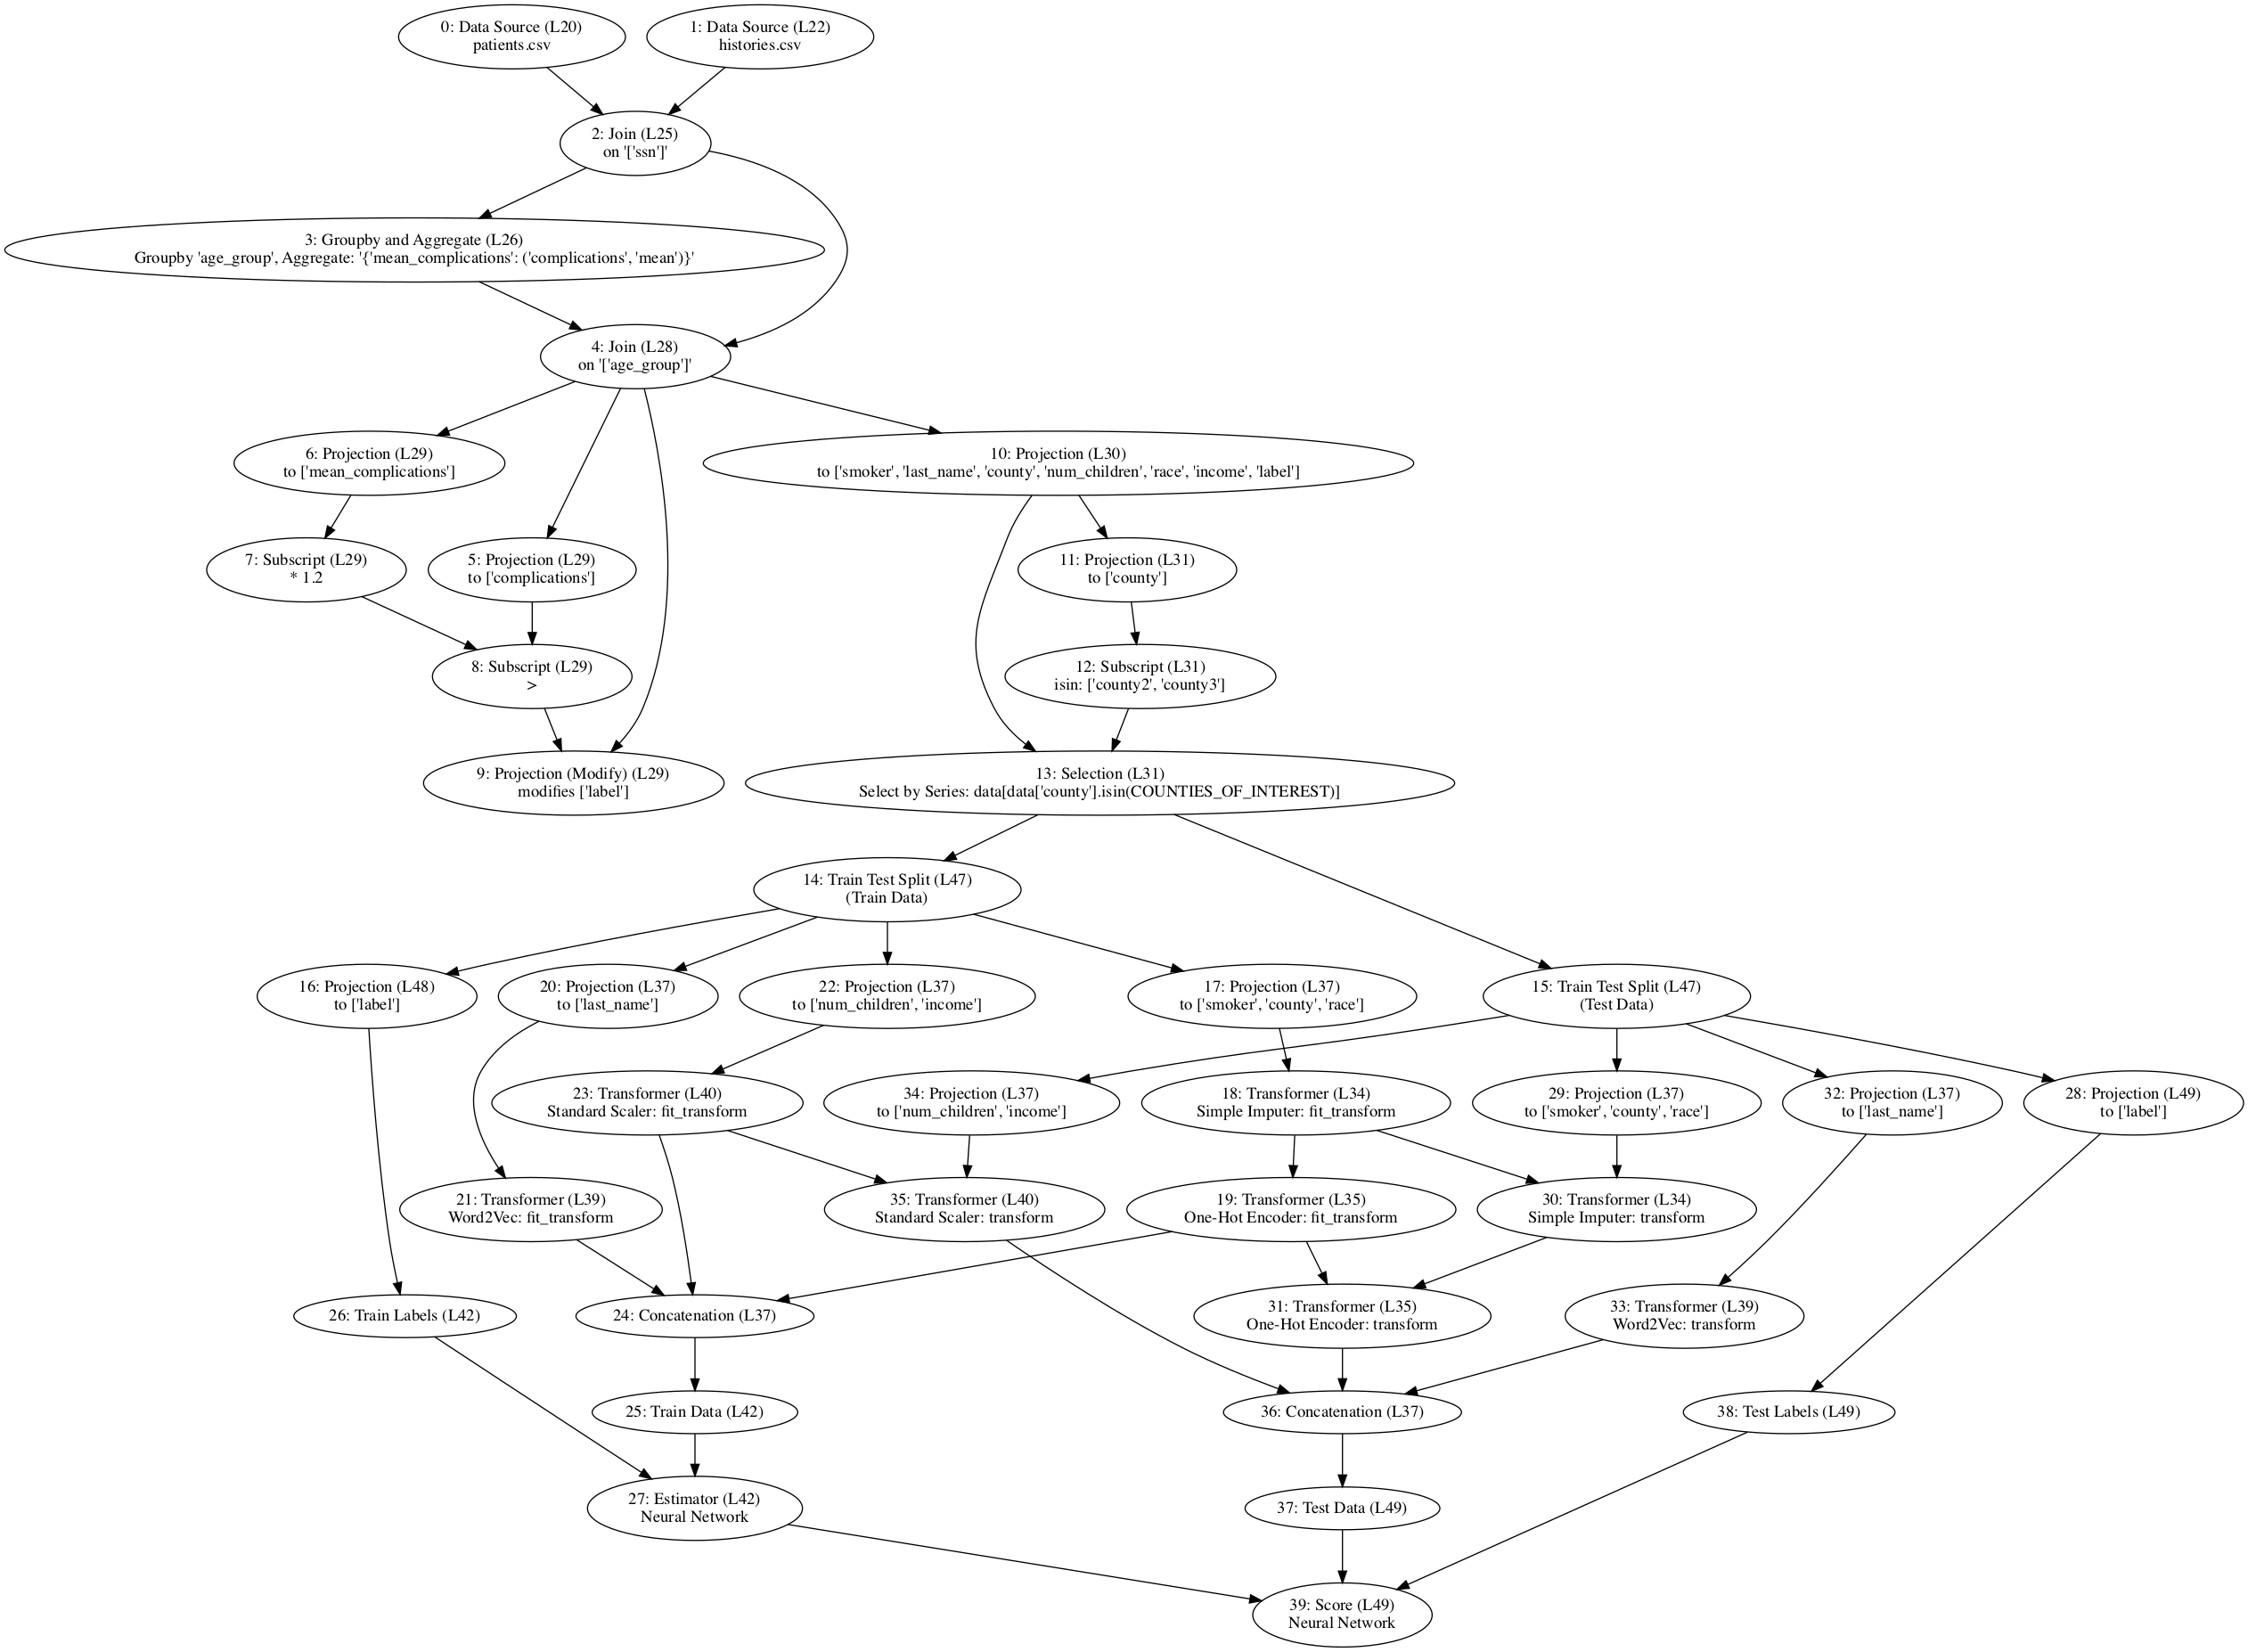 0: Data Source (L20)
patients.csv
1: Data Source (L22)
histories.csv
2: Join (L25)
on '['ssn']'
3: Groupby and Aggregate (L26)
Groupby 'age_group', Aggregate: '{'mean_complications': ('complications', 'mean')}'
4: Join (L28)
on '['age_group']'
6: Projection (L29)
to ['mean_complications']
10: Projection (L30)
to ['smoker', 'last_name', 'county', 'num_children', 'race', 'income', 'label']
7: Subscript (L29)
* 1.2
5: Projection (L29)
to ['complications']
11: Projection (L31)
to ['county']
8: Subscript (L29)
>
12: Subscript (L31)
isin: ['county2', 'county3']
9: Projection (Modify) (L29)
modifies ['label']
13: Selection (L31)
Select by Series: data[data['county'].isin(COUNTIES_OF_INTEREST)]
14: Train Test Split (L47)
(Train Data)
16: Projection (L48)
to ['label']
20: Projection (L37)
to ['last_name']
22: Projection (L37)
to ['num_children', 'income']
17: Projection (L37)
to ['smoker', 'county', 'race']
15: Train Test Split (L47)
(Test Data)
23: Transformer (L40)
Standard Scaler: fit_transform
34: Projection (L37)
to ['num_children', 'income']
18: Transformer (L34)
Simple Imputer: fit_transform
29: Projection (L37)
to ['smoker', 'county', 'race']
32: Projection (L37)
to ['last_name']
28: Projection (L49)
to ['label']
21: Transformer (L39)
Word2Vec: fit_transform
35: Transformer (L40)
Standard Scaler: transform
19: Transformer (L35)
One-Hot Encoder: fit_transform
30: Transformer (L34)
Simple Imputer: transform
26: Train Labels (L42)
24: Concatenation (L37)
31: Transformer (L35)
One-Hot Encoder: transform
33: Transformer (L39)
Word2Vec: transform
25: Train Data (L42)
36: Concatenation (L37)
38: Test Labels (L49)
27: Estimator (L42)
Neural Network
37: Test Data (L49)
39: Score (L49)
Neural Network